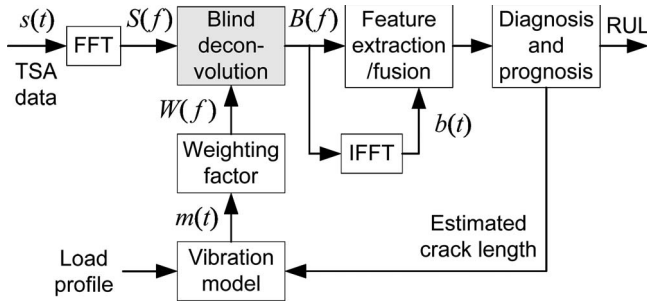 s(t)
TSA
data
FFT
S(f)
Blind
decon-
volution
B(f)
Feature
extraction
/fusion
Diagnosis
and
prognosis
RUL
W(f)
IFFT
b(t)
Weighting
factor
m(t)
Estimated
crack length
Load
profile
Vibration
model